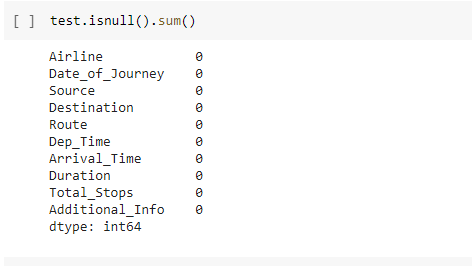 [ ] test.isnull().sum()
Airline 0
Date_of_Journey 0
Source 0
Destination 0
Route 0
Dep_Time 0
Arrival_Time 0
Duration 0
Total_Stops 0
Additional_Info 0
dtype: int64